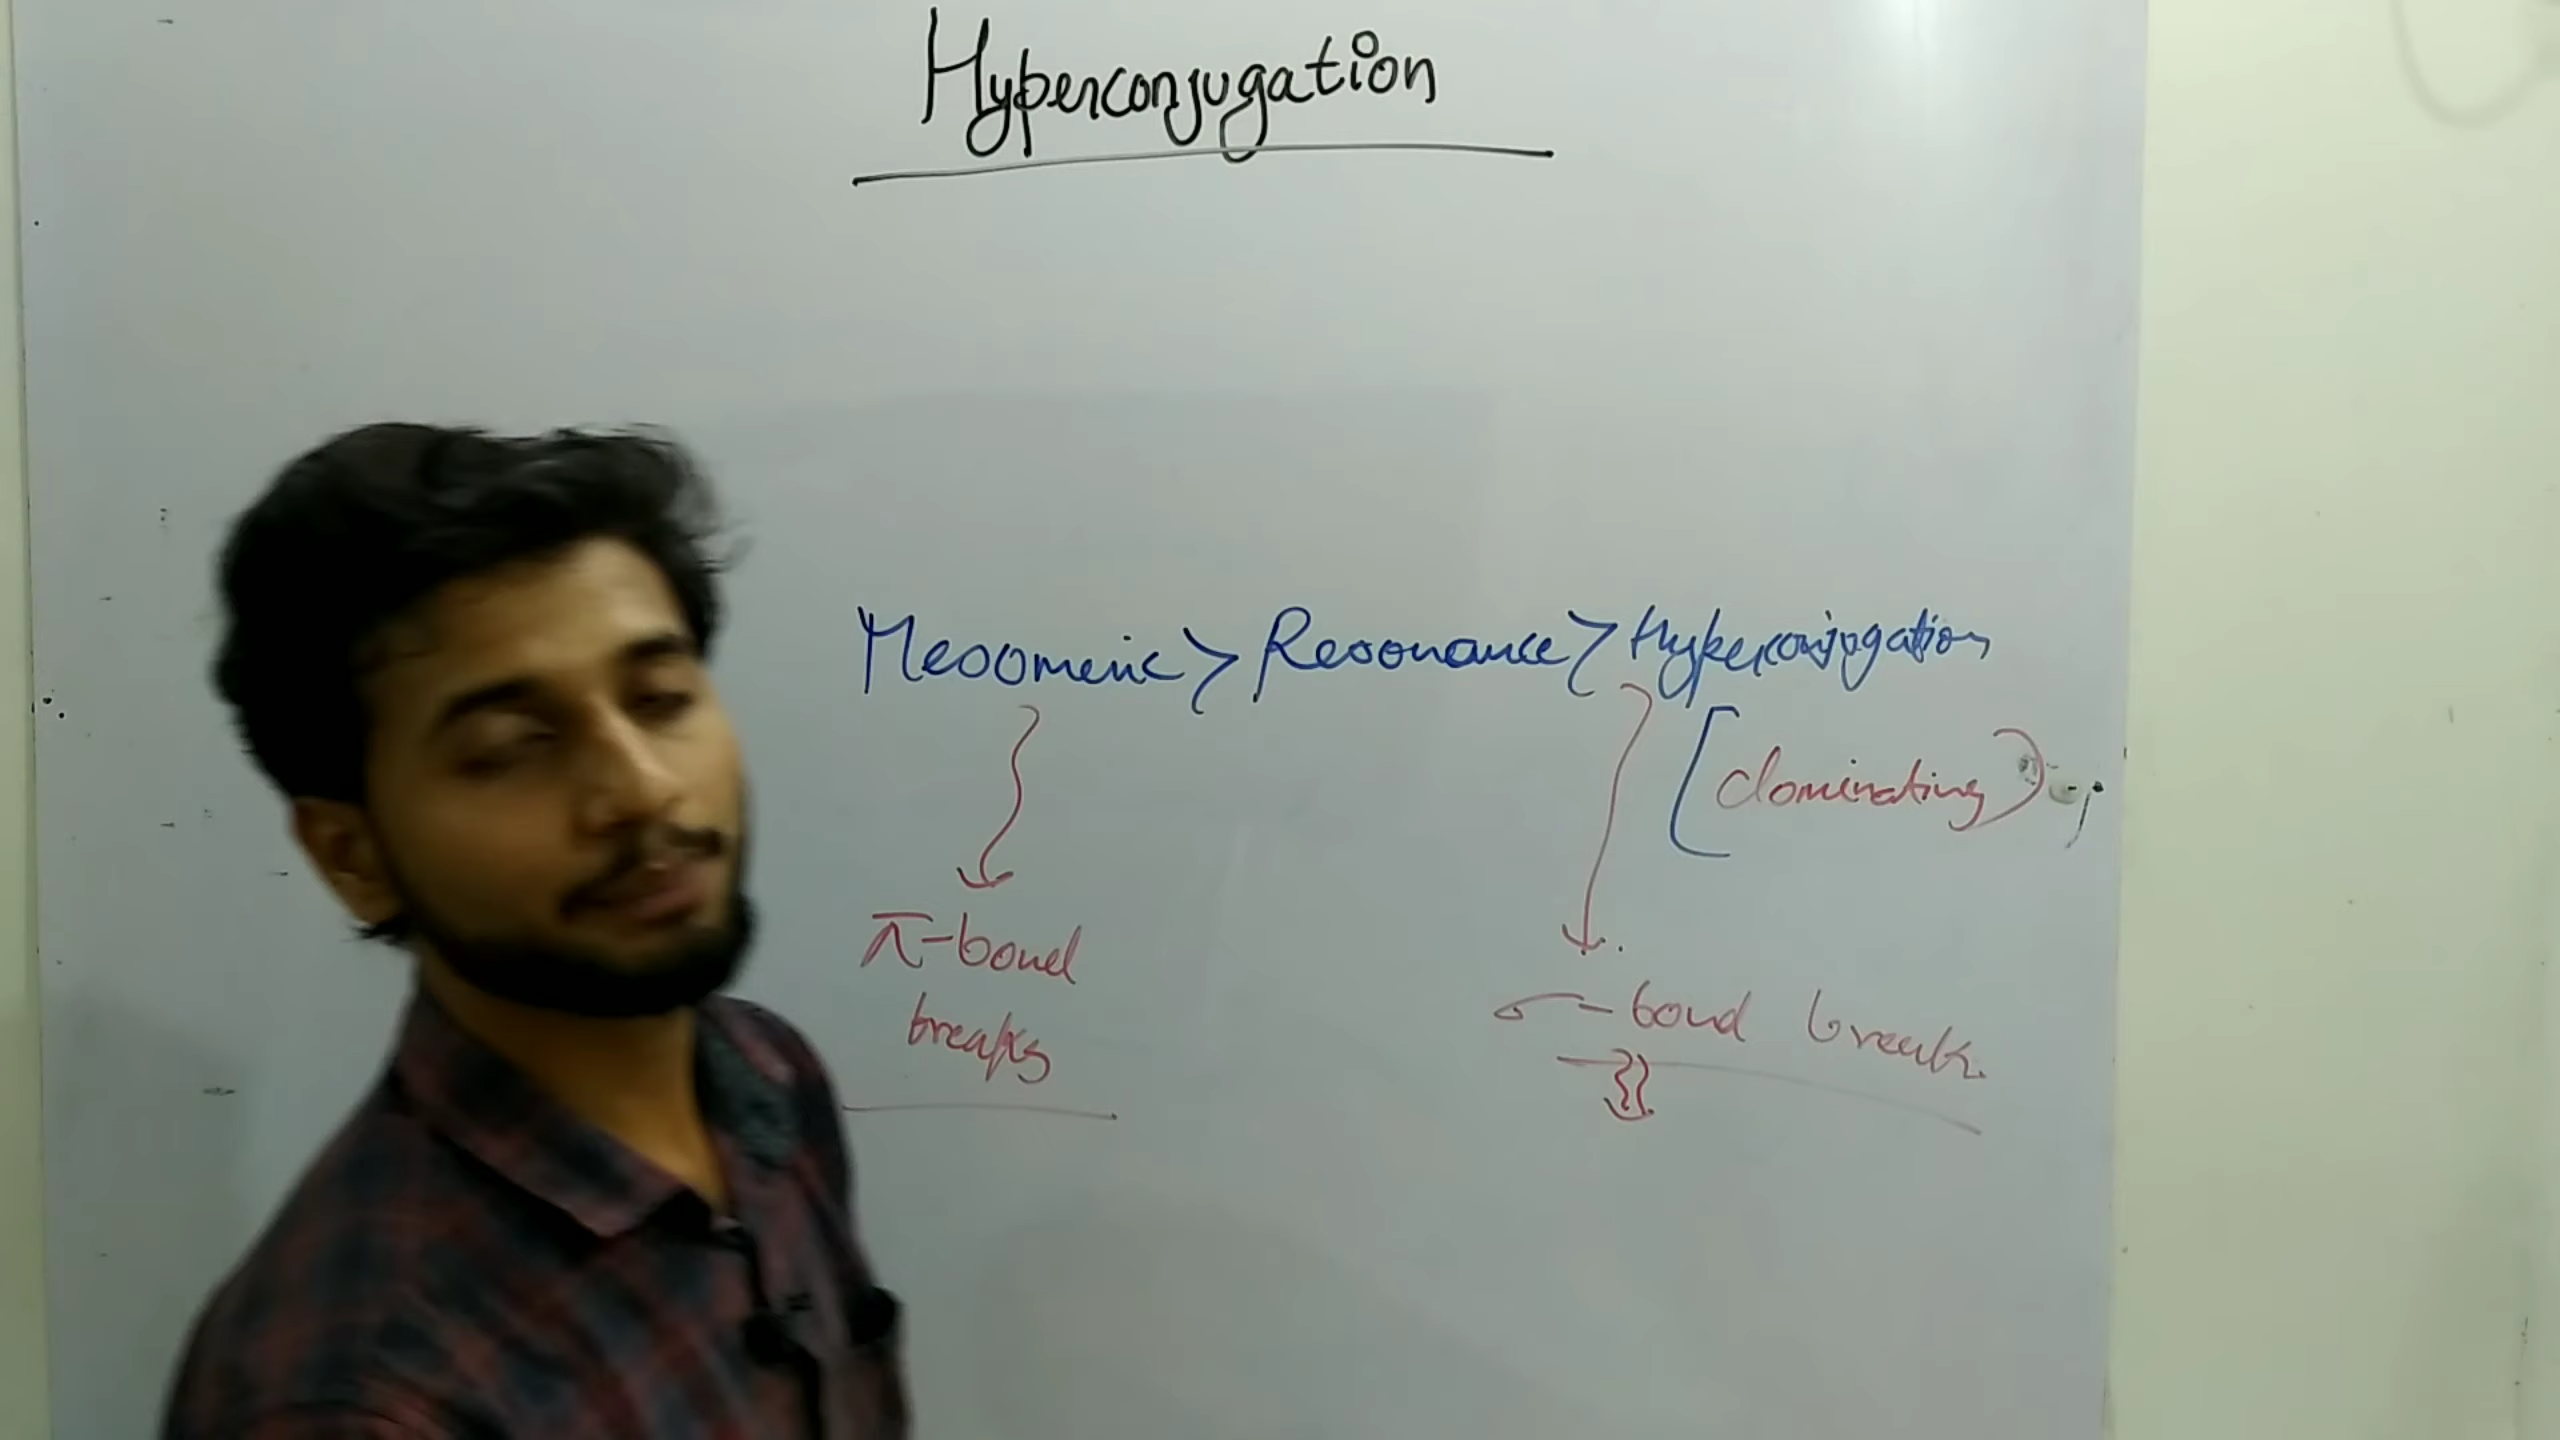 Hyperconjugation
Mesomeric > Resonance > Hyperconjugation
[dominating)
π-bond
breaks
σ-bond break.